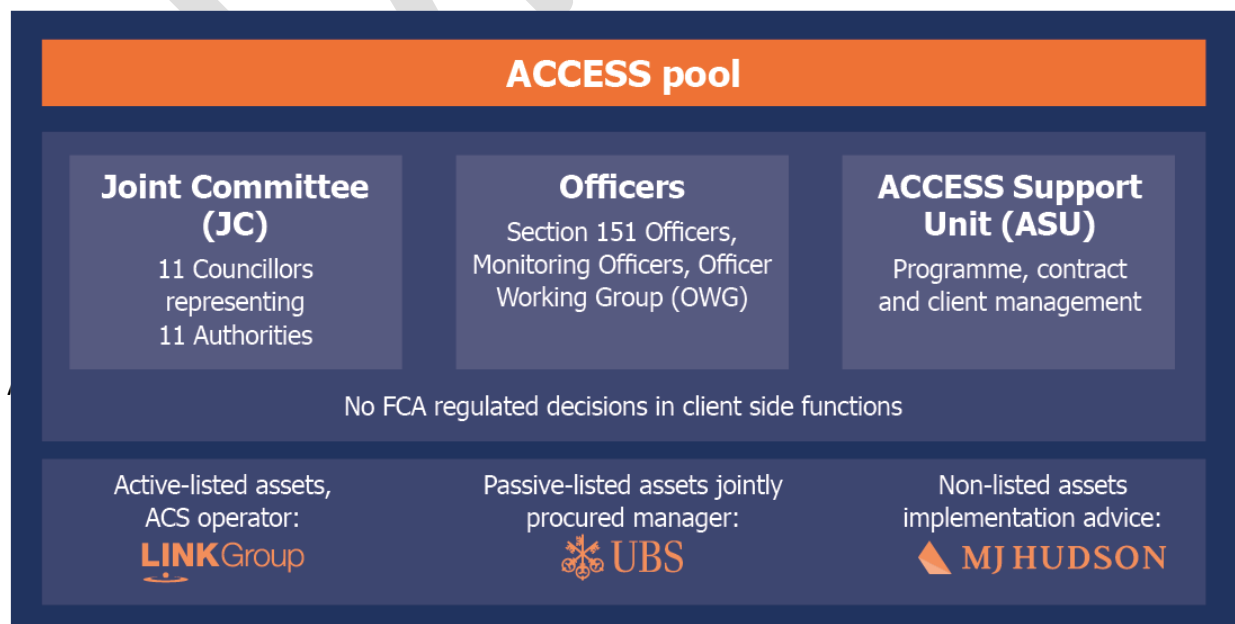 ACCESS pool
Joint Committee
(JC)
11 Councillors
representing
11 Authorities
Officers
Section 151 Officers,
Monitoring Officers, Officer
Working Group (OWG)
ACCESS Support
Unit (ASU)
Programme, contract
and client management
No FCA regulated decisions in client side functions
Active-listed assets,
ACS operator:
LINKGroup
Passive-listed assets jointly
procured manager:
UBS
Non-listed assets
implementation advice:
MJ HUDSON